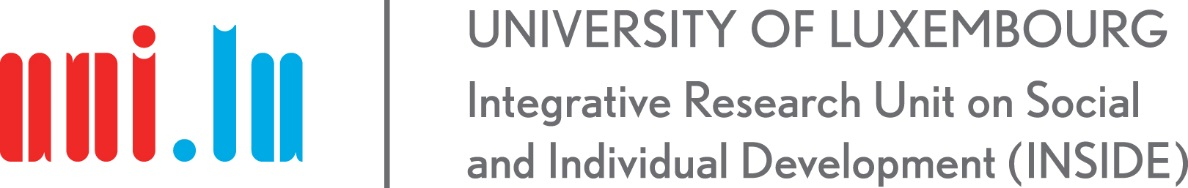 uni.lu
UNIVERSITY OF LUXEMBOURG
Integrative Research Unit on Social
and Individual Development (INSIDE)